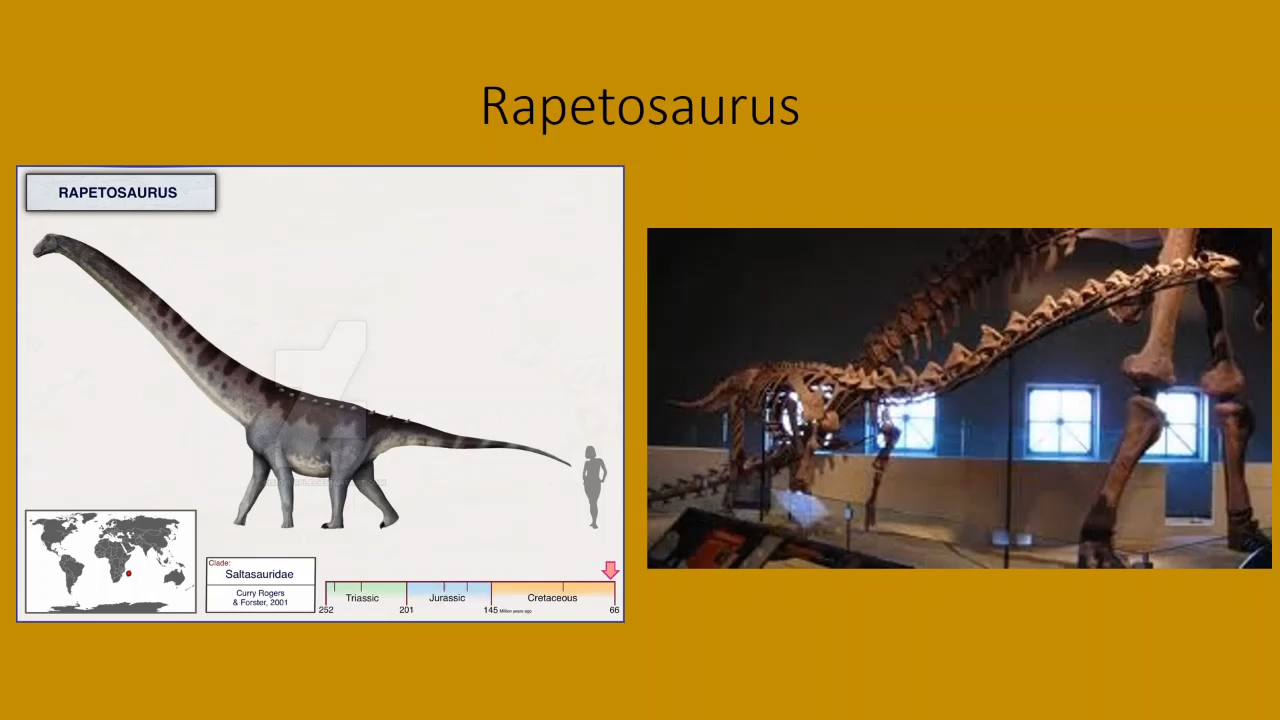 Rapetosaurus
RAPETOSAURUS
Clade:
Saltasauridae
Curry Rogers
& Forster, 2001
Triassic
Jurassic
Cretaceous
252
201
145 Million years ago
66